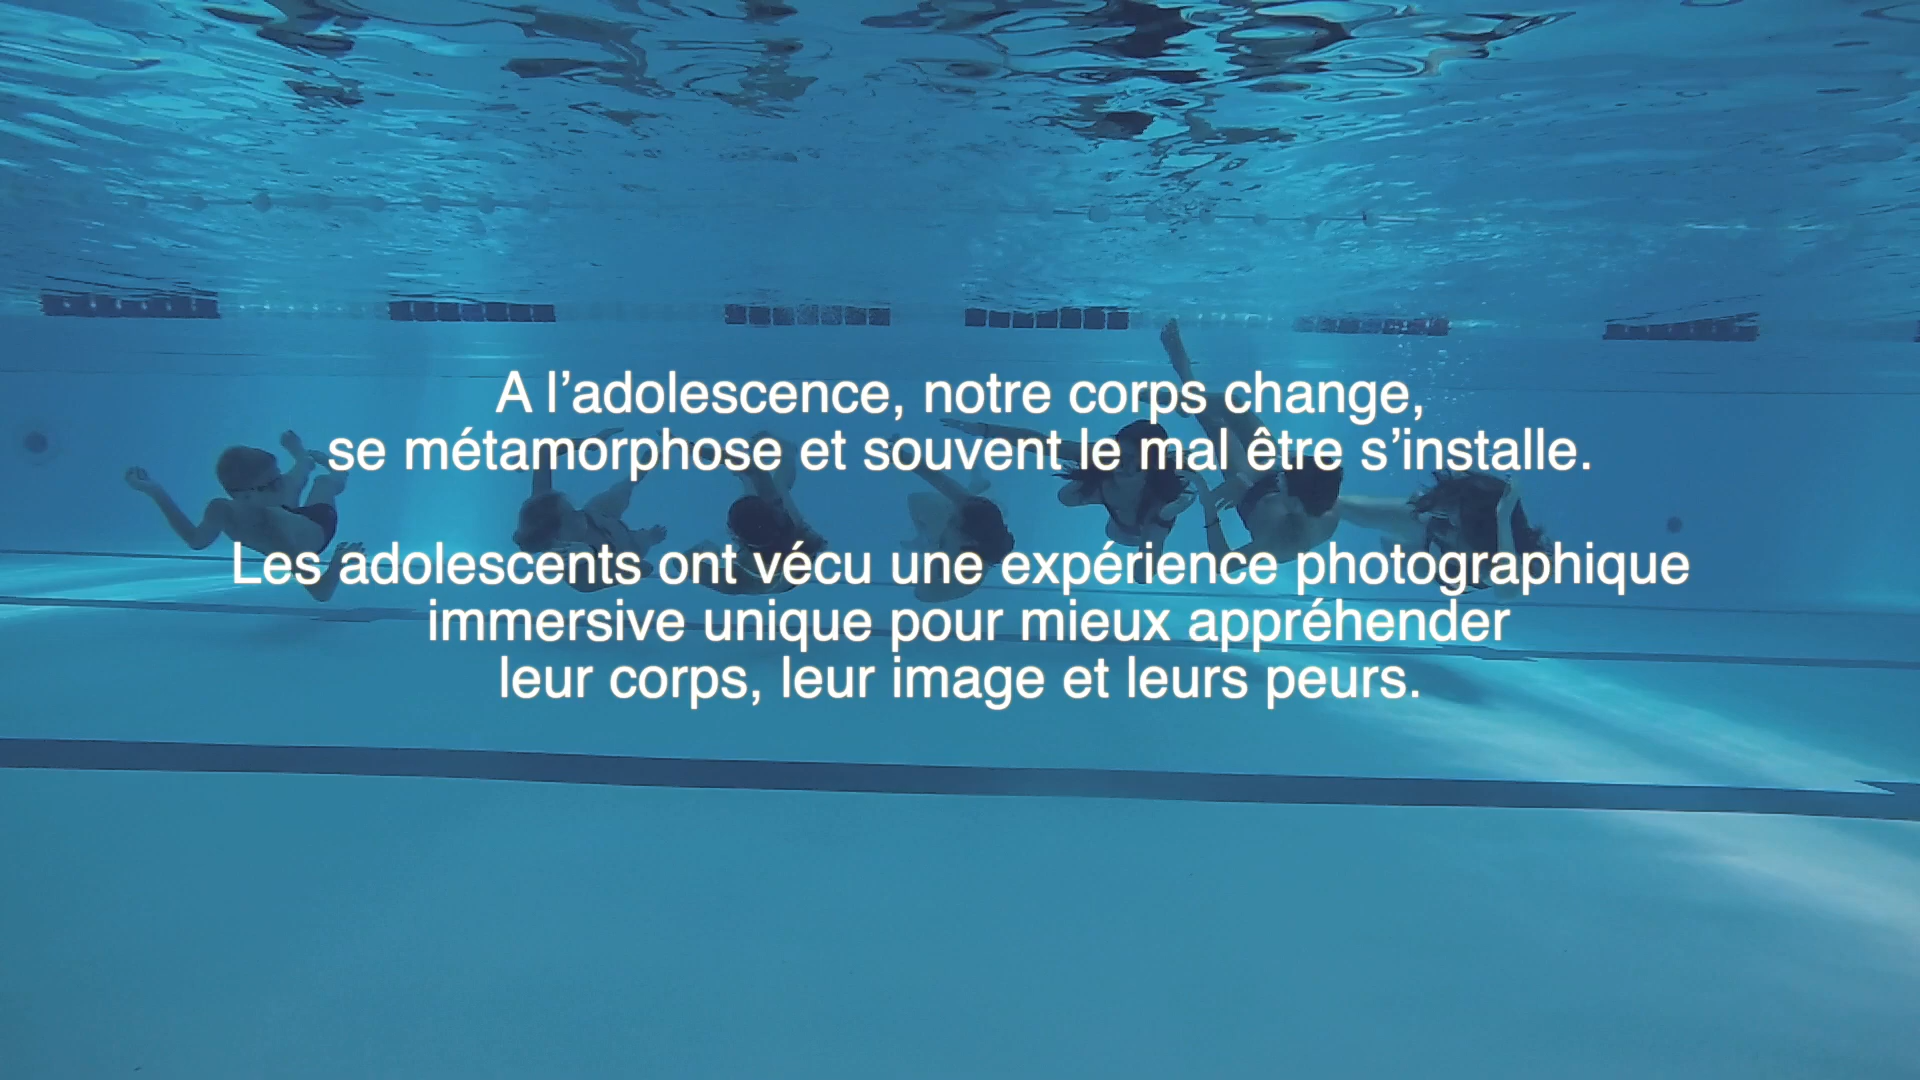 A l’adolescence, notre corps change,
se métamorphose et souvent le mal être s’installe.
Les adolescents ont vécu une expérience photographique
immersive unique pour mieux appréhender
leur corps, leur image et leurs peurs.